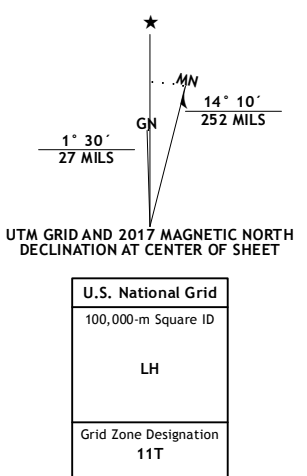 ★
MN
GN
14° 10´
252 MILS
1° 30´
27 MILS
UTM GRID AND 2017 MAGNETIC NORTH
DECLINATION AT CENTER OF SHEET
U.S. National Grid
100,000-m Square ID
LH
Grid Zone Designation
11T